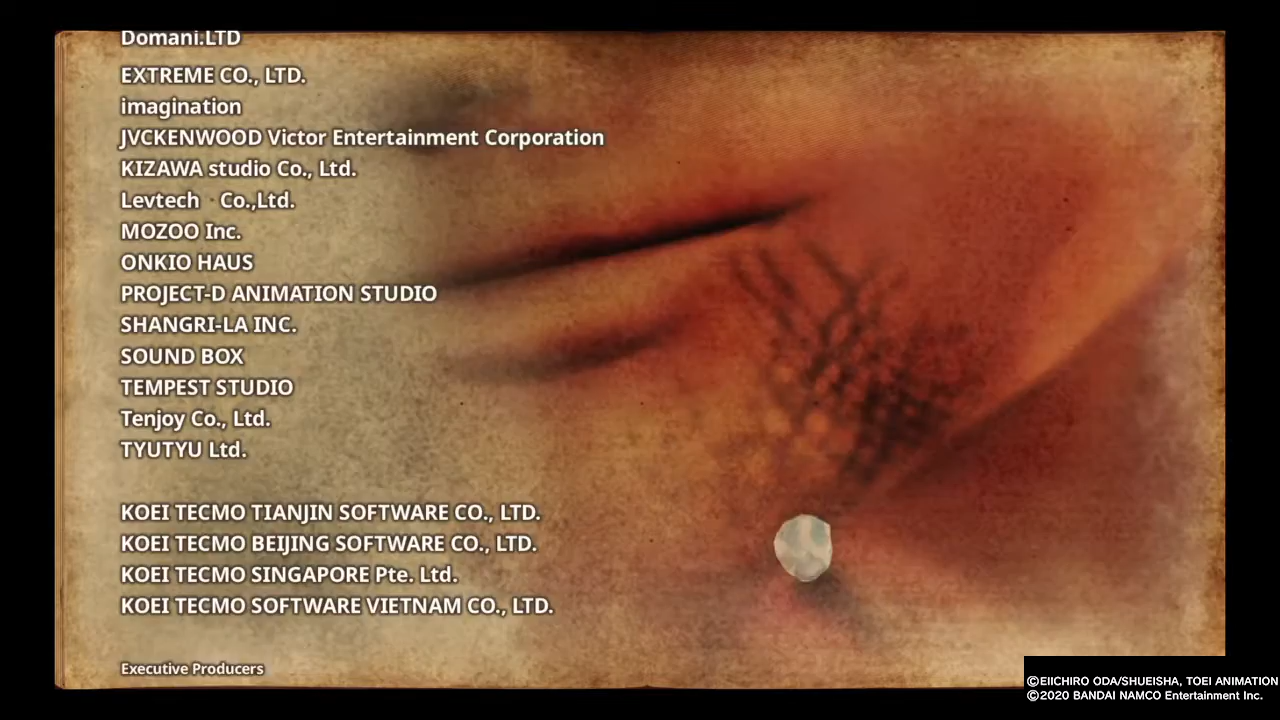 Domani.LTD
EXTREME CO., LTD.
imagination
JVCKENWOOD Victor Entertainment Corporation
KIZAWA studio Co., Ltd.
Levtech Co.,Ltd.
MOZOO Inc.
ONKIO HAUS
PROJECT-D ANIMATION STUDIO
SHANGRI-LA INC.
SOUND BOX
TEMPEST STUDIO
Tenjoy Co., Ltd.
TYUTYU Ltd.
KOEI TECMO TIANJIN SOFTWARE CO., LTD.
KOEI TECMO BEIJING SOFTWARE CO., LTD.
KOEI TECMO SINGAPORE Pte. Ltd.
KOEI TECMO SOFTWARE VIETNAM CO., LTD.
Executive Producers
©EIICHIRO ODA/SHUEISHA, TOEI ANIMATION
©2020 BANDAI NAMCO Entertainment Inc.